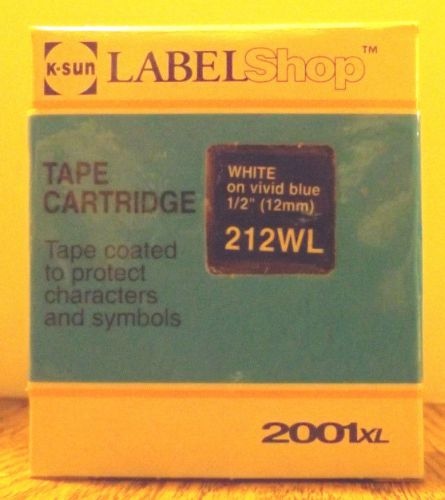 K-sun LABELShop™
TAPE
CARTRIDGE
Tape coated
to protect
characters
and symbols
WHITE
on vivid blue
1/2" (12mm)
212WL
2001XL